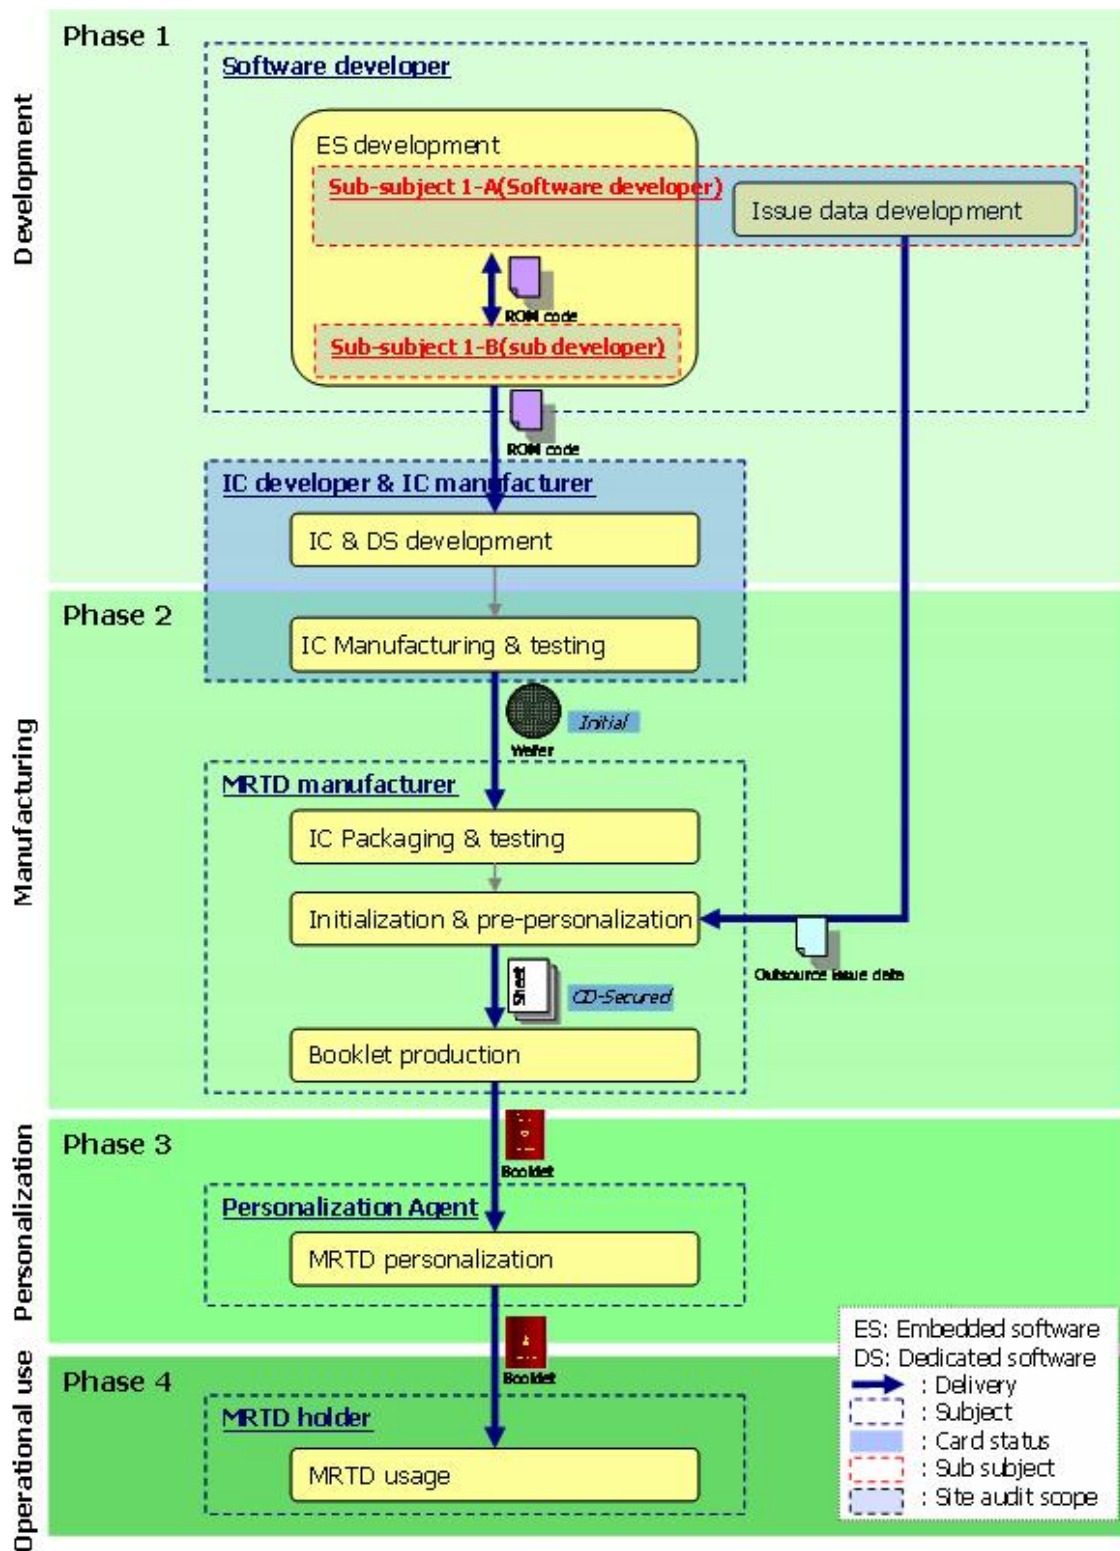 Phase 1
Development
Software developer
ES development
Sub-subject 1-A(Software developer)
Issue data development
ROM code
Sub-subject 1-B(sub developer)
ROM code
IC developer & IC manufacturer
IC & DS development
Phase 2
Manufacturing
IC Manufacturing & testing
Initial
Wafer
MRTD manufacturer
IC Packaging & testing
Initialization & pre-personalization
Outsource issue data
Sheet
CD-Secured
Booklet production
Phase 3
Personalization
Booklet
Personalization Agent
MRTD personalization
Booklet
Phase 4
Operational use
MRTD holder
MRTD usage
ES: Embedded software
DS: Dedicated software
: Delivery
: Subject
: Card status
: Sub subject
: Site audit scope